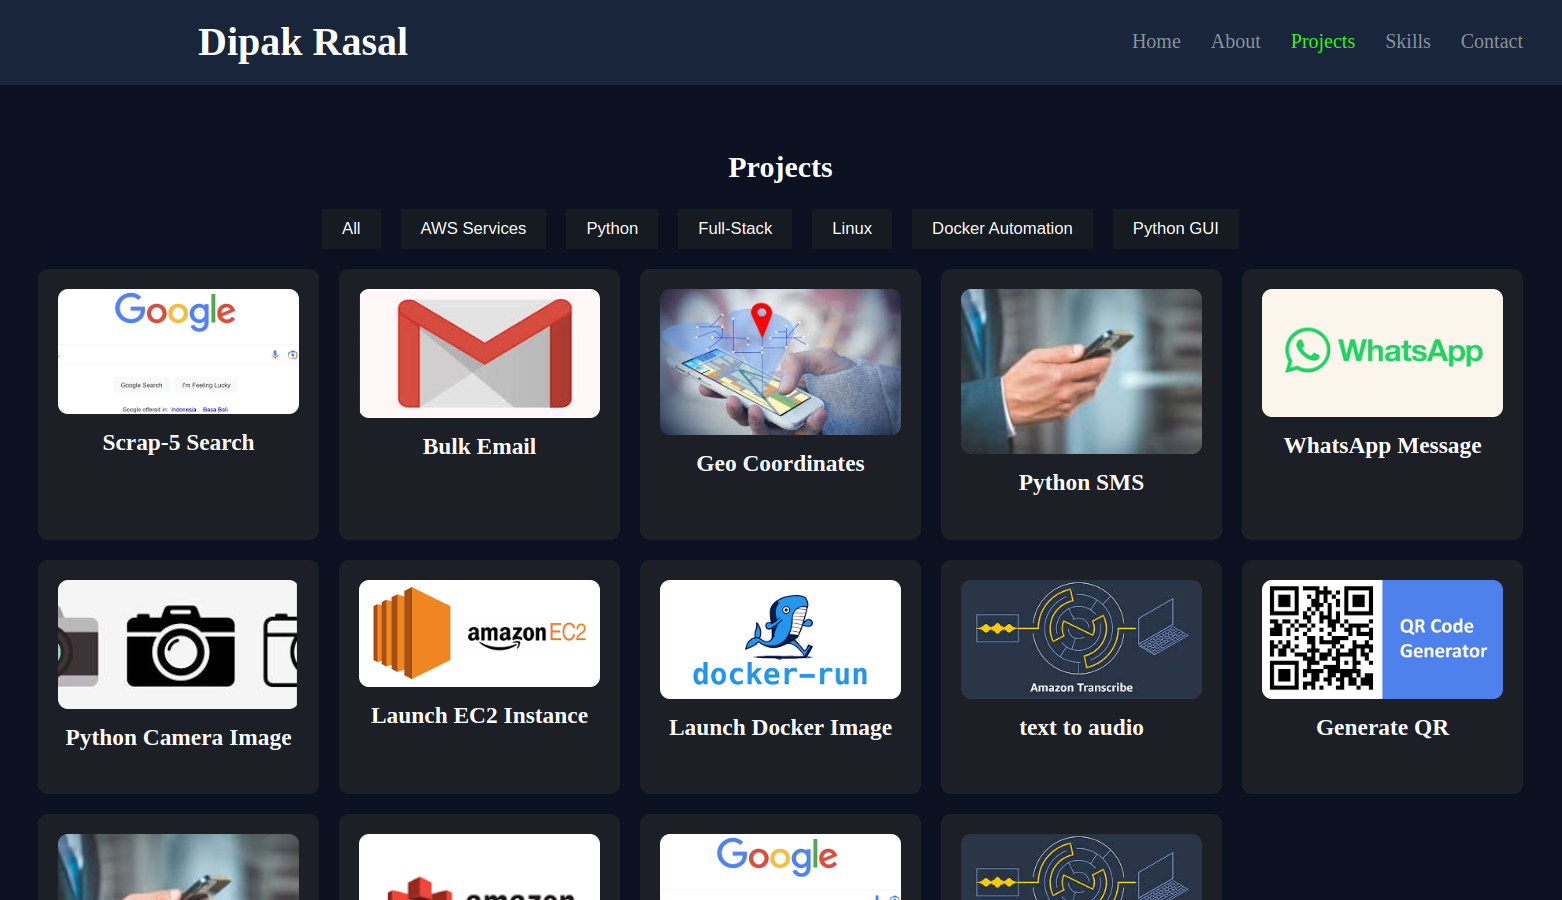 Dipak Rasal
Home About Projects Skills Contact
Projects
All AWS Services Python Full-Stack Linux Docker Automation Python GUI
Google
Google Search I'm Feeling Lucky
Google offered in: Indonesia Basa Bali
Scrap-5 Search
Bulk Email
Geo Coordinates
Python SMS
WhatsApp
WhatsApp Message
Python Camera Image
amazon EC2
Launch EC2 Instance
docker-run
Launch Docker Image
Amazon Transcribe
text to audio
QR Code
Generator
Generate QR
amazon
Google